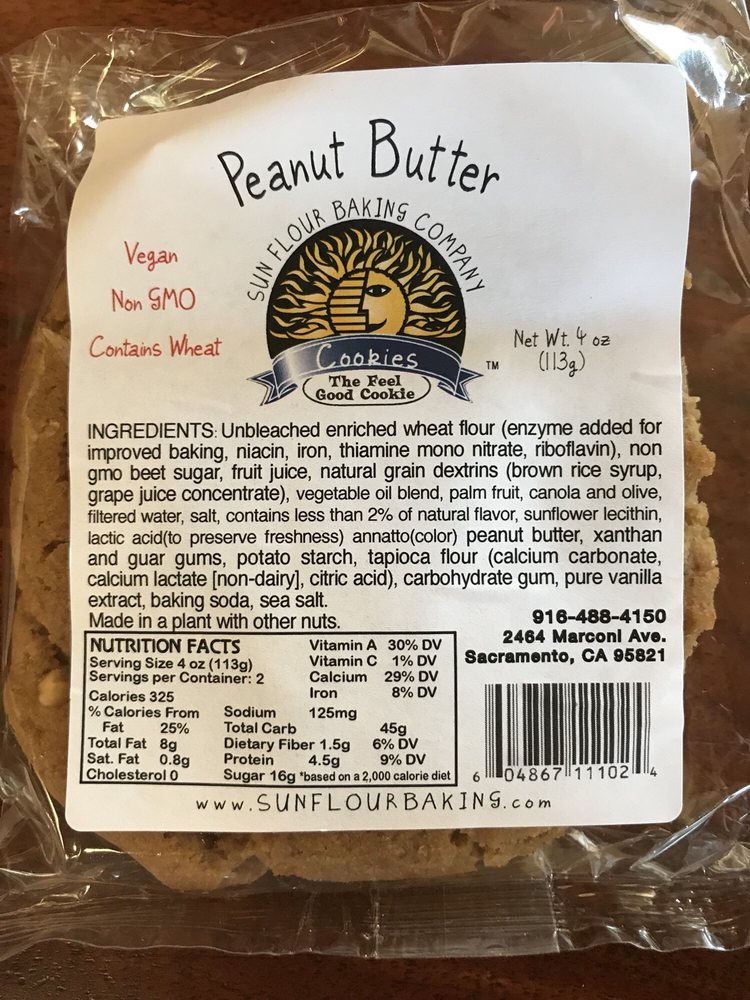 Peanut Butter
SUN FLOUR BAKING COMPANY
Vegan
Non GMO
Contains Wheat
Cookies
The Feel
Good Cookie
TM
Net Wt. 4 oz
(113g)
INGREDIENTS: Unbleached enriched wheat flour (enzyme added for
improved baking, niacin, iron, thiamine mono nitrate, riboflavin), non
gmo beet sugar, fruit juice, natural grain dextrins (brown rice syrup,
grape juice concentrate), vegetable oil blend, palm fruit, canola and olive,
filtered water, salt, contains less than 2% of natural flavor, sunflower lecithin,
lactic acid(to preserve freshness) annatto(color) peanut butter, xanthan
and guar gums, potato starch, tapioca flour (calcium carbonate,
calcium lactate [non-dairy], citric acid), carbohydrate gum, pure vanilla
extract, baking soda, sea salt.
Made in a plant with other nuts.
NUTRITION FACTS
Serving Size 4 oz (113g)
Servings per Container: 2
Calories 325
% Calories From
Fat 25%
Total Fat 8g
Sat. Fat 0.8g
Cholesterol 0
Vitamin A 30% DV
Vitamin C 1% DV
Calcium 29% DV
Iron 8% DV
Sodium 125mg
Total Carb 45g
Dietary Fiber 1.5g 6% DV
Protein 4.5g 9% DV
Sugar 16g *based on a 2,000 calorie diet
916-488-4150
2464 Marconi Ave.
Sacramento, CA 95821
6 04867 11102 4
www.SUNFLOURBAKING.com